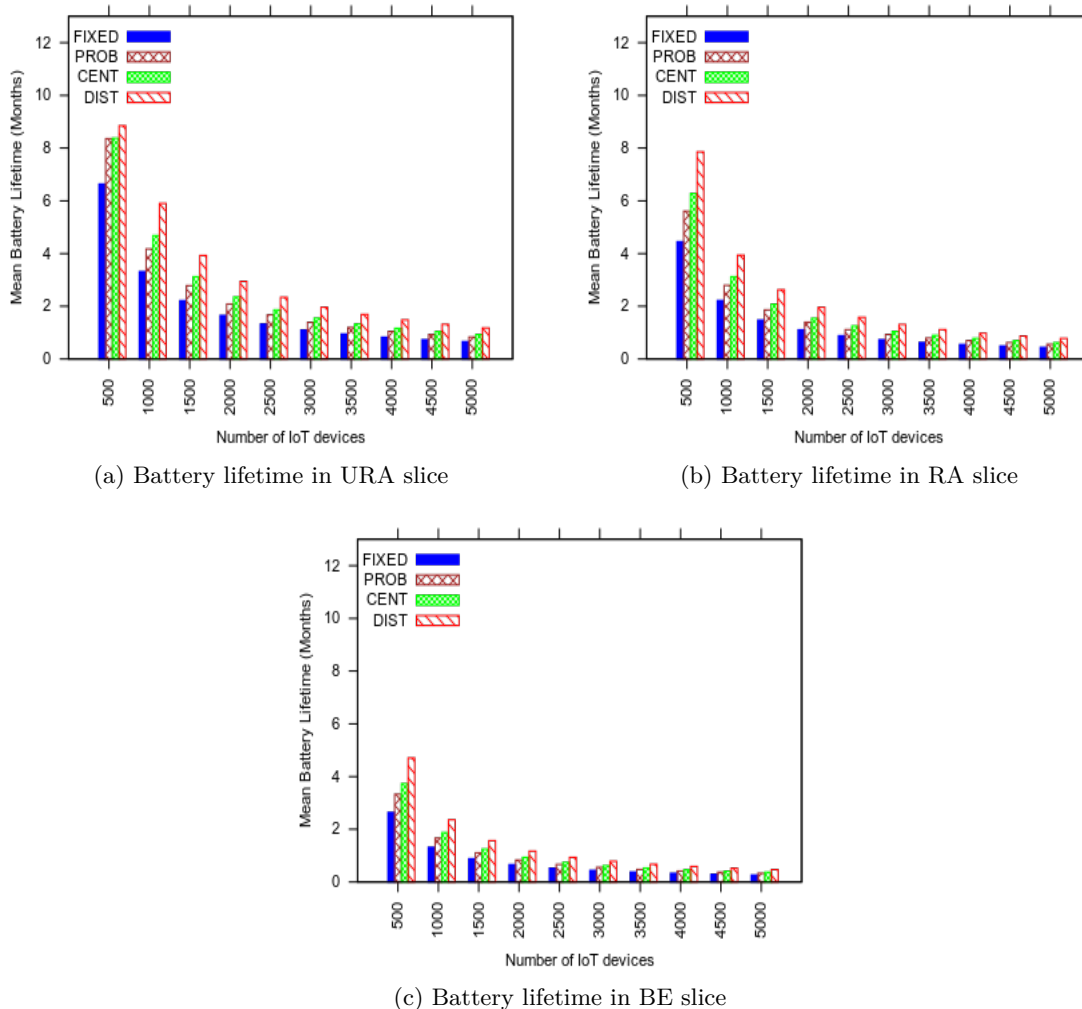 Mean Battery Lifetime (Months)
12
10
8
6
4
2
0
FIXED
PROB
CENT
DIST
500
1000
1500
2000
2500
3000
3500
4000
4500
5000
Number of IoT devices
(a) Battery lifetime in URA slice
Mean Battery Lifetime (Months)
12
10
8
6
4
2
0
FIXED
PROB
CENT
DIST
500
1000
1500
2000
2500
3000
3500
4000
4500
5000
Number of IoT devices
(b) Battery lifetime in RA slice
Mean Battery Lifetime (Months)
12
10
8
6
4
2
0
FIXED
PROB
CENT
DIST
500
1000
1500
2000
2500
3000
3500
4000
4500
5000
Number of IoT devices
(c) Battery lifetime in BE slice